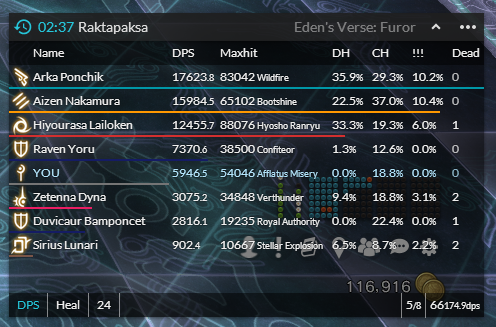 02:37 Raktapaksa Eden's Verse: Furor
Name DPS Maxhit DH CH !!! Dead
Arka Ponchik 17623.8 83042 Wildfire 35.9% 29.3% 10.2% 0
Aizen Nakamura 15984.5 65102 Bootshine 22.5% 37.0% 10.4% 0
Hiyourasa Lailoken 12455.7 88076 Hyosho Ranryu 33.3% 19.3% 6.0% 1
Raven Yoru 7370.6 38500 Confiteor 1.3% 12.6% 0.0% 0
YOU 5946.5 54046 Afflatus Misery 0.0% 18.8% 0.0% 0
Zetenna Dyna 3075.2 34848 Verthunder 9.4% 18.8% 3.1% 2
Duvicaur Bamponcet 2816.1 19235 Royal Authority 0.0% 22.4% 0.0% 1
Sirius Lunari 902.4 10667 Stellar Explosion 6.5% 8.7% 2.2% 2
116,916
DPS Heal 24 5/8 66174.9dps